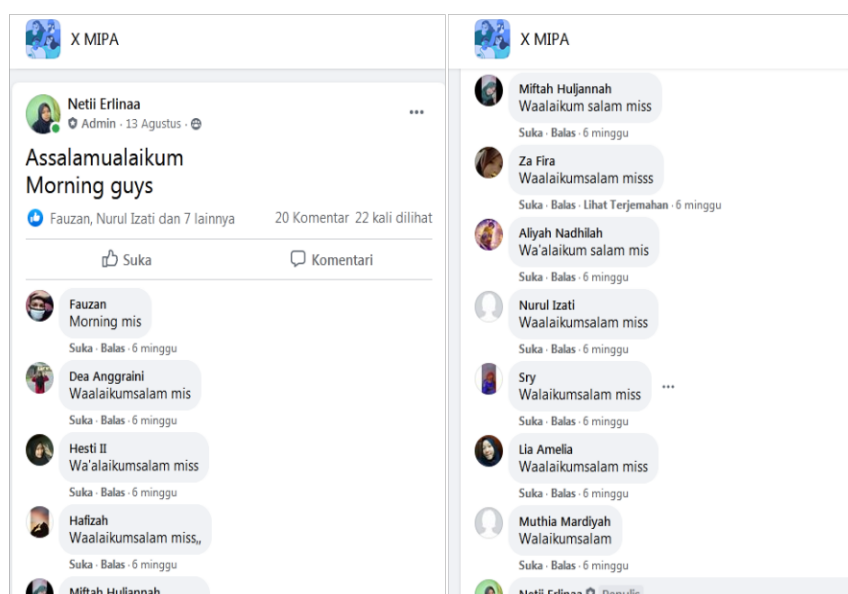 X MIPA
Netii Erlinaa
Admin · 13 Agustus ·
Assalamualaikum
Morning guys
Fauzan, Nurul Izati dan 7 lainnya 20 Komentar 22 kali dilihat
Suka Komentari
Fauzan
Morning mis
Suka · Balas · 6 minggu
Dea Anggraini
Waalaikumsalam mis
Suka · Balas · 6 minggu
Hesti II
Wa'alaikumsalam miss
Suka · Balas · 6 minggu
Hafizah
Waalaikumsalam miss,,
Suka · Balas · 6 minggu
Miftah Huljannah
X MIPA
Miftah Huljannah
Waalaikum salam miss
Suka · Balas · 6 minggu
Za Fira
Waalaikumsalam misss
Suka · Balas · Lihat Terjemahan · 6 minggu
Aliyah Nadhilah
Wa'alaikum salam mis
Suka · Balas · 6 minggu
Nurul Izati
Waalaikumsalam miss
Suka · Balas · 6 minggu
Sry
Walaikumsalam miss
Suka · Balas · 6 minggu
Lia Amelia
Waalaikumsalam miss
Suka · Balas · 6 minggu
Muthia Mardiyah
Walaikumsalam
Suka · Balas · 6 minggu
Netii Erlinaa Penulis